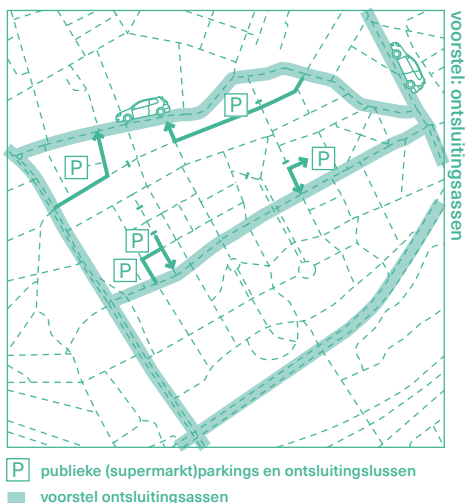 voorstel: ontsluitingsassen
P
P
P
P
P
P publieke (supermarkt)parkings en ontsluitingslussen
voorstel ontsluitingsassen